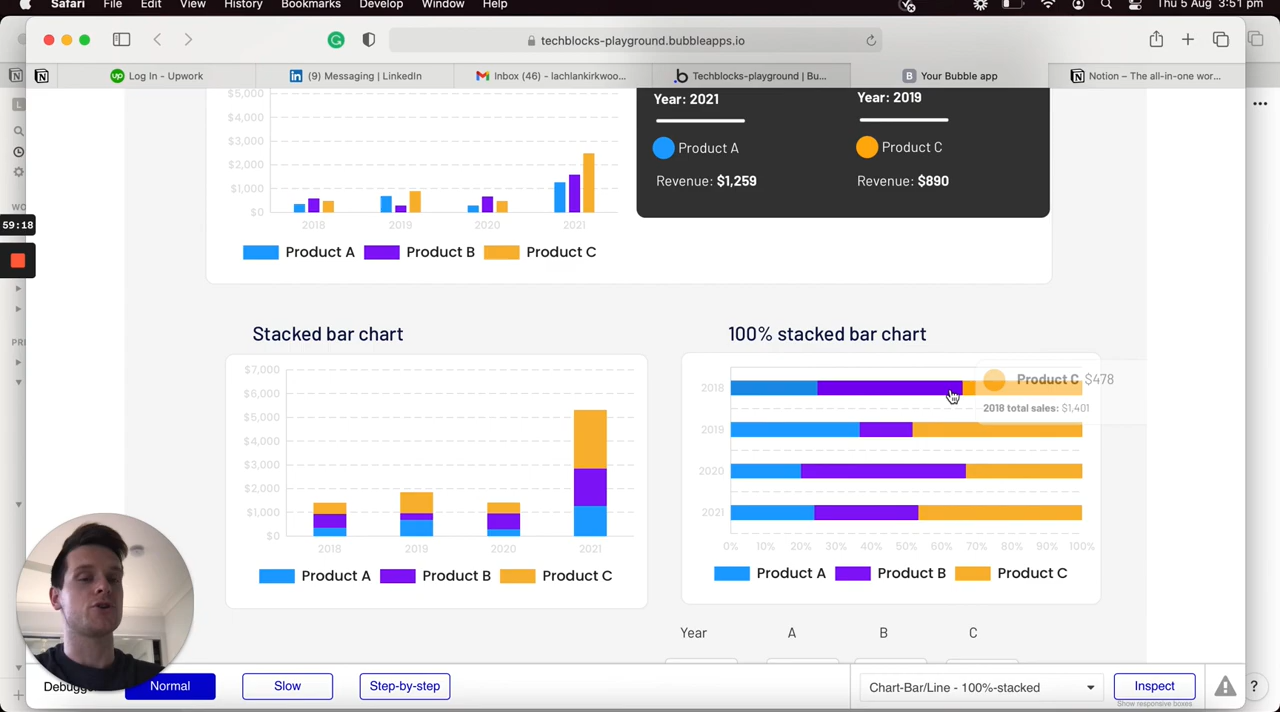 Safari File Edit View History Bookmarks Develop Window Help Thu 5 Aug 3:51 pm
techblocks-playground.bubbleapps.io
Log In - Upwork (9) Messaging | LinkedIn Inbox (46) - lachlankirkwoo... Techblocks-playground | Bu... Your Bubble app Notion – The all-in-one wor...
$5,000
$4,000
$3,000
$2,000
$1,000
$0
2018 2019 2020 2021
Product A Product B Product C
Year: 2021 Year: 2019
Product A Product C
Revenue: $1,259 Revenue: $890
59:18
Stacked bar chart
$7,000
$6,000
$5,000
$4,000
$3,000
$2,000
$1,000
$0
2018 2019 2020 2021
Product A Product B Product C
100% stacked bar chart
Product C $478
2018 total sales: $1,401
2018
2019
2020
2021
0% 10% 20% 30% 40% 50% 60% 70% 80% 90% 100%
Product A Product B Product C
Year A B C
Normal Slow Step-by-step Chart-Bar/Line - 100%-stacked Inspect ?
Show responsive boxes